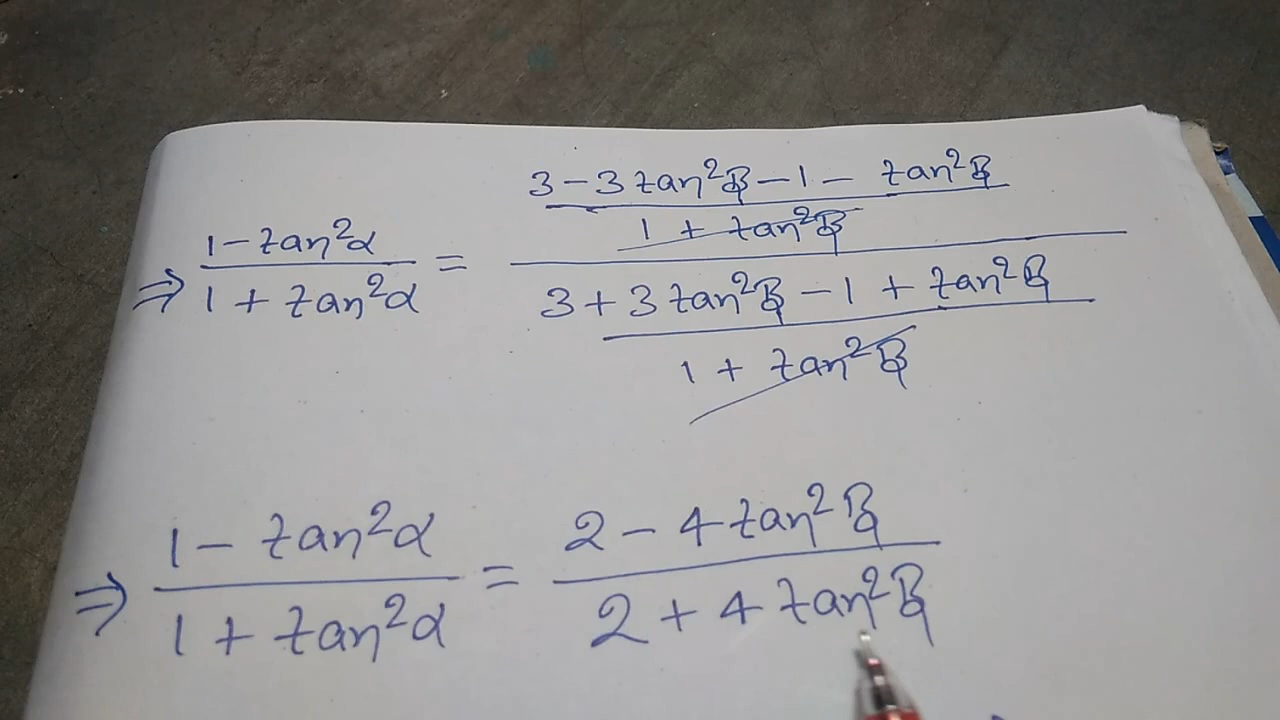 3 - 3 tan²β - 1 - tan²β
1 + tan²β
1 - tan²α
⇒ ――― =
1 + tan²α
3 + 3 tan²β - 1 + tan²β
1 + tan²β
1 - tan²α
⇒ ――― =
1 + tan²α
2 - 4 tan²β
2 + 4 tan²β